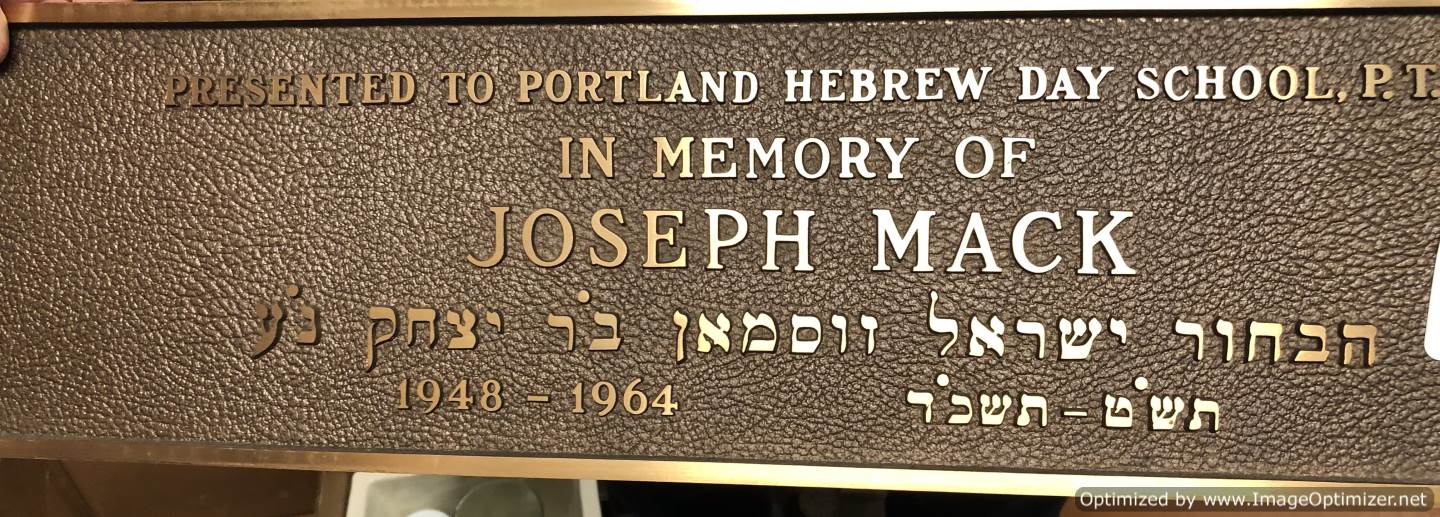 PRESENTED TO PORTLAND HEBREW DAY SCHOOL, P.T.
IN MEMORY OF
JOSEPH MACK
הבחור ישראל זוסמאן ב׳ר יצחק נ׳ע
1948 – 1964 תש׳ט – תשכ׳ד
Optimized by www.ImageOptimizer.net